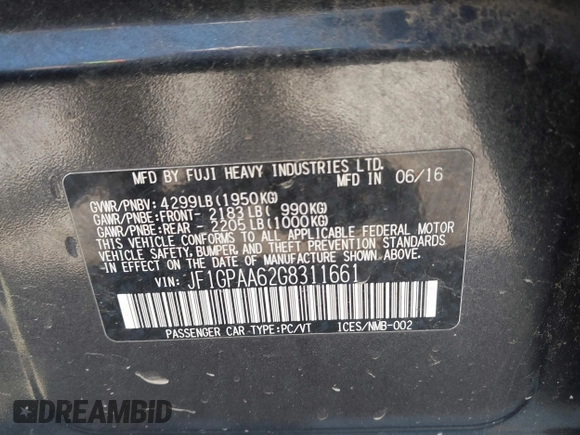 MFD BY FUJI HEAVY INDUSTRIES LTD.
MFD IN 06/16
GVWR/PNBV: 4299LB(1950KG)
GAWR/PNBE:FRONT- 2183LB( 990KG)
GAWR/PNBE:REAR - 2205LB(1000KG)
THIS VEHICLE CONFORMS TO ALL APPLICABLE FEDERAL MOTOR
VEHICLE SAFETY, BUMPER, AND THEFT PREVENTION STANDARDS
IN EFFECT ON THE DATE OF MANUFACTURE SHOWN ABOVE.
VIN: JF1GPAA62G8311661
PASSENGER CAR TYPE:PC/VT ICES/NMB-002
DREAMBID